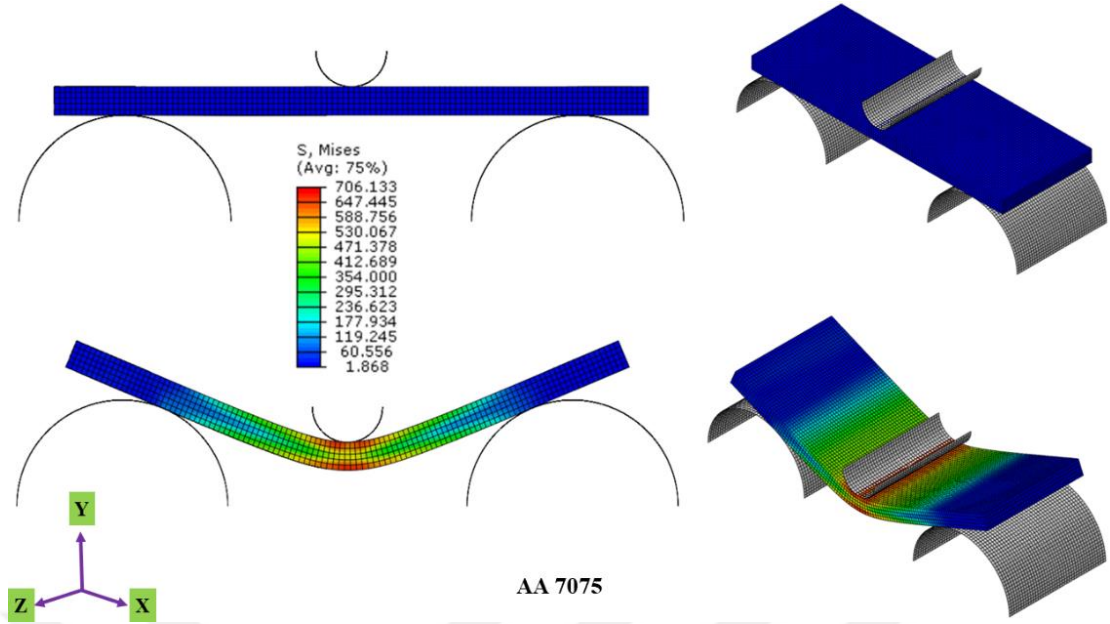 S, Mises
(Avg: 75%)
706.133
647.445
588.756
530.067
471.378
412.689
354.000
295.312
236.623
177.934
119.245
60.556
1.868
Y
Z
X
AA 7075